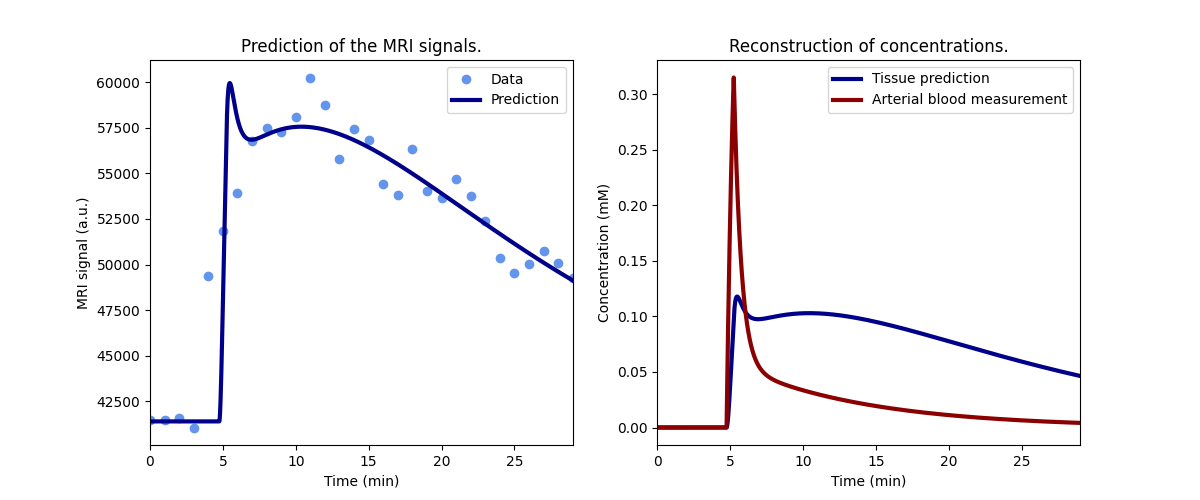 Prediction of the MRI signals.
MRI signal (a.u.)
60000
57500
55000
52500
50000
47500
45000
42500
0 5 10 15 20 25
Time (min)
Data
Prediction
Reconstruction of concentrations.
Concentration (mM)
0.30
0.25
0.20
0.15
0.10
0.05
0.00
0 5 10 15 20 25
Time (min)
Tissue prediction
Arterial blood measurement